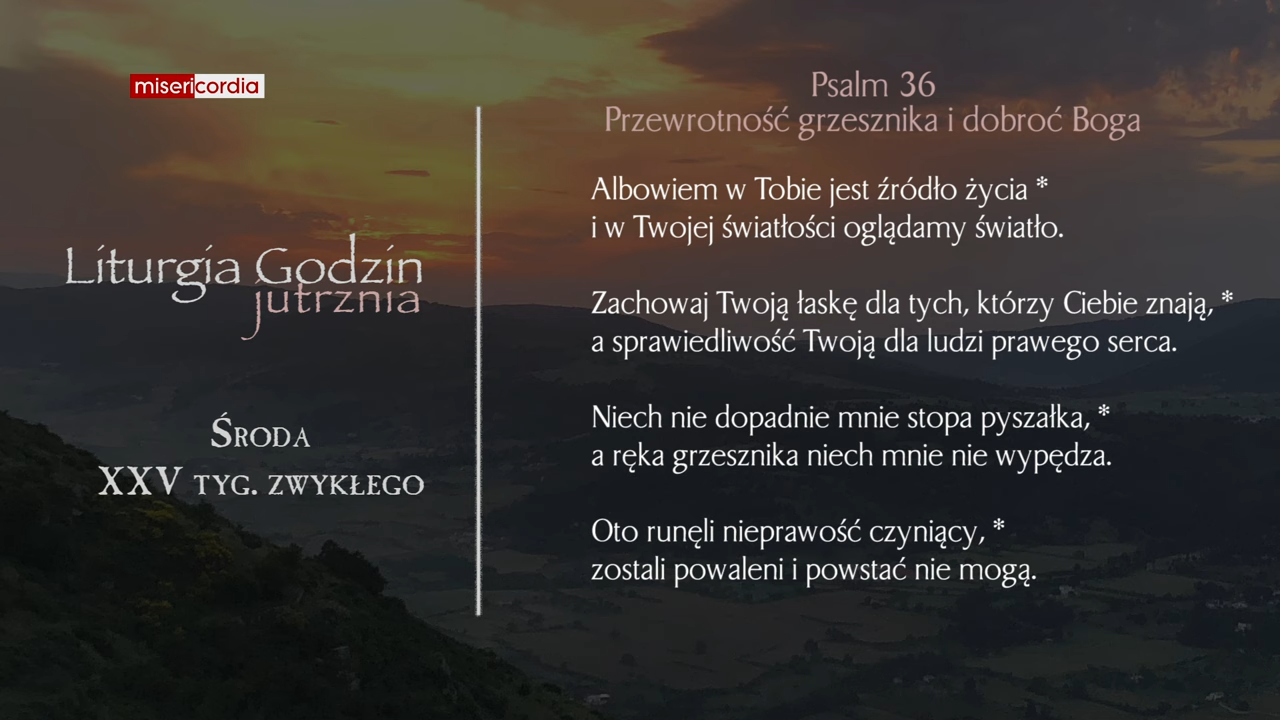 misericordia
Liturgia Godzin
jutrznia
Środa
XXV tyg. zwykłego
Psalm 36
Przewrotność grzesznika i dobroć Boga
Albowiem w Tobie jest źródło życia *
i w Twojej światłości oglądamy światło.
Zachowaj Twoją łaskę dla tych, którzy Ciebie znają, *
a sprawiedliwość Twoją dla ludzi prawego serca.
Niech nie dopadnie mnie stopa pyszałka, *
a ręka grzesznika niech mnie nie wypędza.
Oto runęli nieprawość czyniący, *
zostali powaleni i powstać nie mogą.